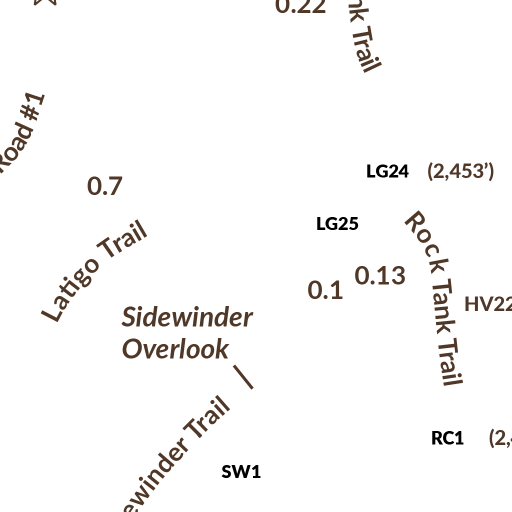 0.22
nk Trail
Road #1
LG24 (2,453’)
0.7
LG25
Latigo Trail
Rock Tank Trail
0.13
0.1
HV22
Sidewinder
Overlook
ewinder Trail
RC1 (2,
SW1